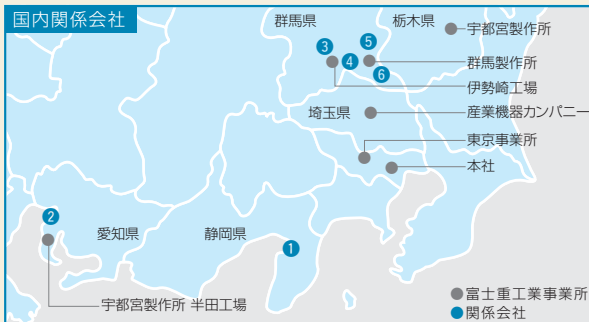 国内関係会社
群馬県
栃木県
宇都宮製作所
3
5
4
群馬製作所
6
伊勢崎工場
埼玉県
産業機器カンパニー
東京事業所
本社
2
愛知県
静岡県
1
宇都宮製作所 半田工場
富士重工業事業所
関係会社